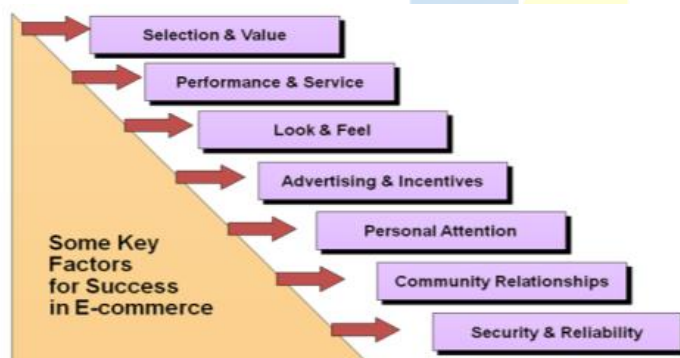 Selection & Value
Performance & Service
Look & Feel
Advertising & Incentives
Personal Attention
Community Relationships
Security & Reliability
Some Key
Factors
for Success
in E-commerce